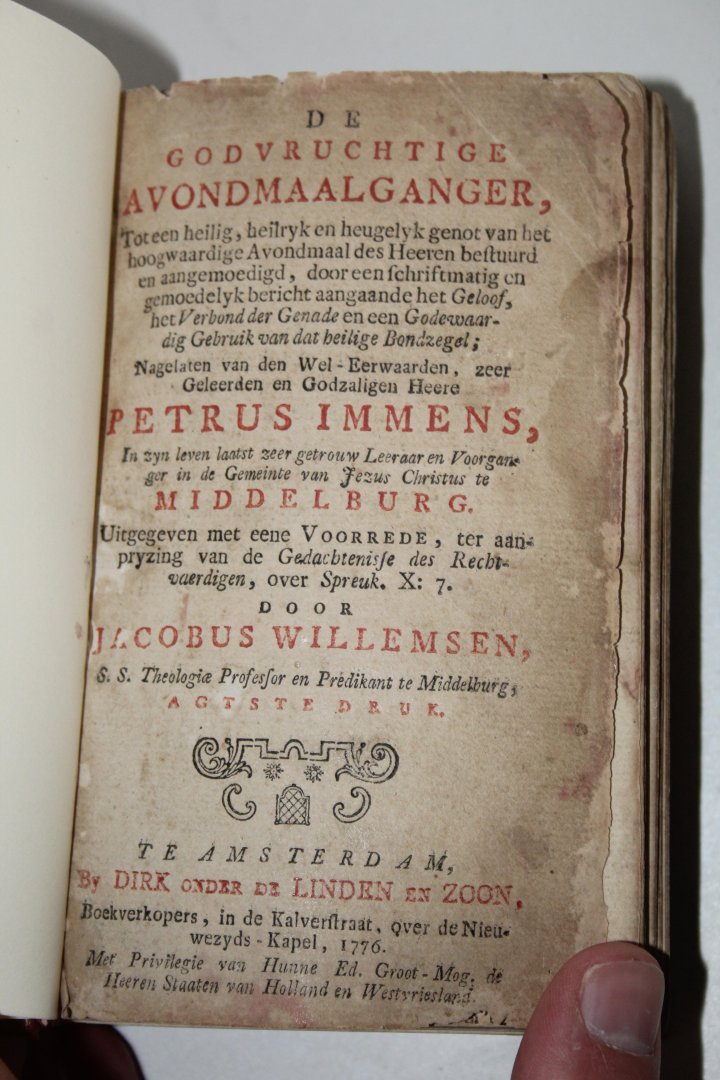 DE
GODVRUCHTIGE
AVONDMAALGANGER,
Tot een heilig, heilryk en heugelyk genot van het
hoogwaardige Avondmaal des Heeren beſtuurd
en aangemoedigd, door een ſchriftmatig en
gemoedelyk bericht aangaande het Geloof,
het Verbond der Genade en een Godewaar-
dig Gebruik van dat heilige Bondzegel;
Nagelaten van den Wel-Eerwaarden, zeer
Geleerden en Godzaligen Heere
PETRUS IMMENS,
In zyn leven laatst zeer getrouw Leeraar en Voorgan-
ger in de Gemeinte van Jezus Christus te
MIDDELBURG.
Uitgegeven met eene VOORREDE, ter aan-
pryzing van de Gedachteniſſe des Recht-
vaerdigen, over Spreuk. X: 7.
DOOR
JACOBUS WILLEMSEN,
S. S. Theologiæ Profeſſor en Predikant te Middelburg,
AGTSTE DRUK.
TE AMSTERDAM,
By DIRK ONDER DE LINDEN EN ZOON,
Boekverkopers, in de Kalverſtraat, over de Nieu-
wezyds-Kapel, 1776.
Met Privilegie van Hunne Ed. Groot-Mog. de
Heeren Staaten van Holland en Westvriesland.